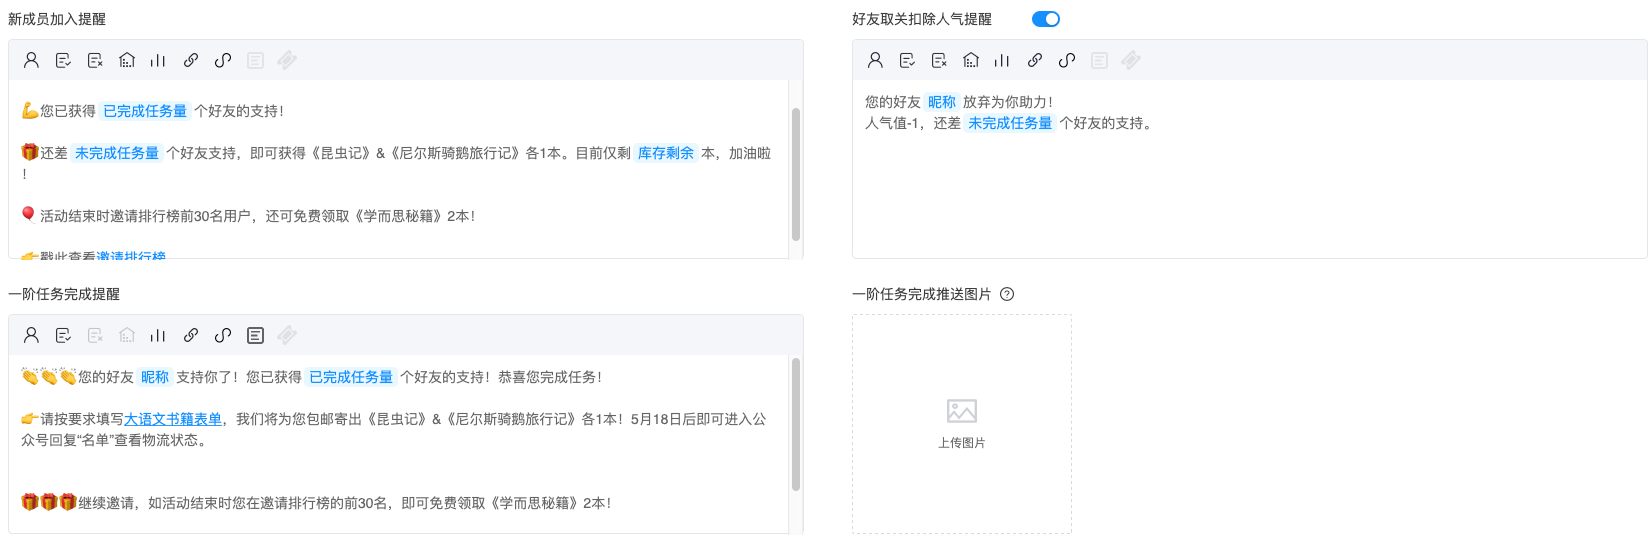 新成员加入提醒
💪您已获得 已完成任务量 个好友的支持！
🎁还差 未完成任务量 个好友支持，即可获得《昆虫记》&《尼尔斯骑鹅旅行记》各1本。目前仅剩 库存剩余 本，加油啦
！
🎈活动结束时邀请排行榜前30名用户，还可免费领取《学而思秘籍》2本！
👉戳此查看邀请排行榜
好友取关扣除人气提醒
您的好友 昵称 放弃为你助力！
人气值-1，还差 未完成任务量 个好友的支持。
一阶任务完成提醒
👏👏👏您的好友 昵称 支持你了！您已获得 已完成任务量 个好友的支持！恭喜您完成任务！
👉请按要求填写大语文书籍表单，我们将为您包邮寄出《昆虫记》&《尼尔斯骑鹅旅行记》各1本！5月18日后即可进入公
众号回复“名单”查看物流状态。
🎁🎁🎁继续邀请，如活动结束时您在邀请排行榜的前30名，即可免费领取《学而思秘籍》2本！
一阶任务完成推送图片
上传图片